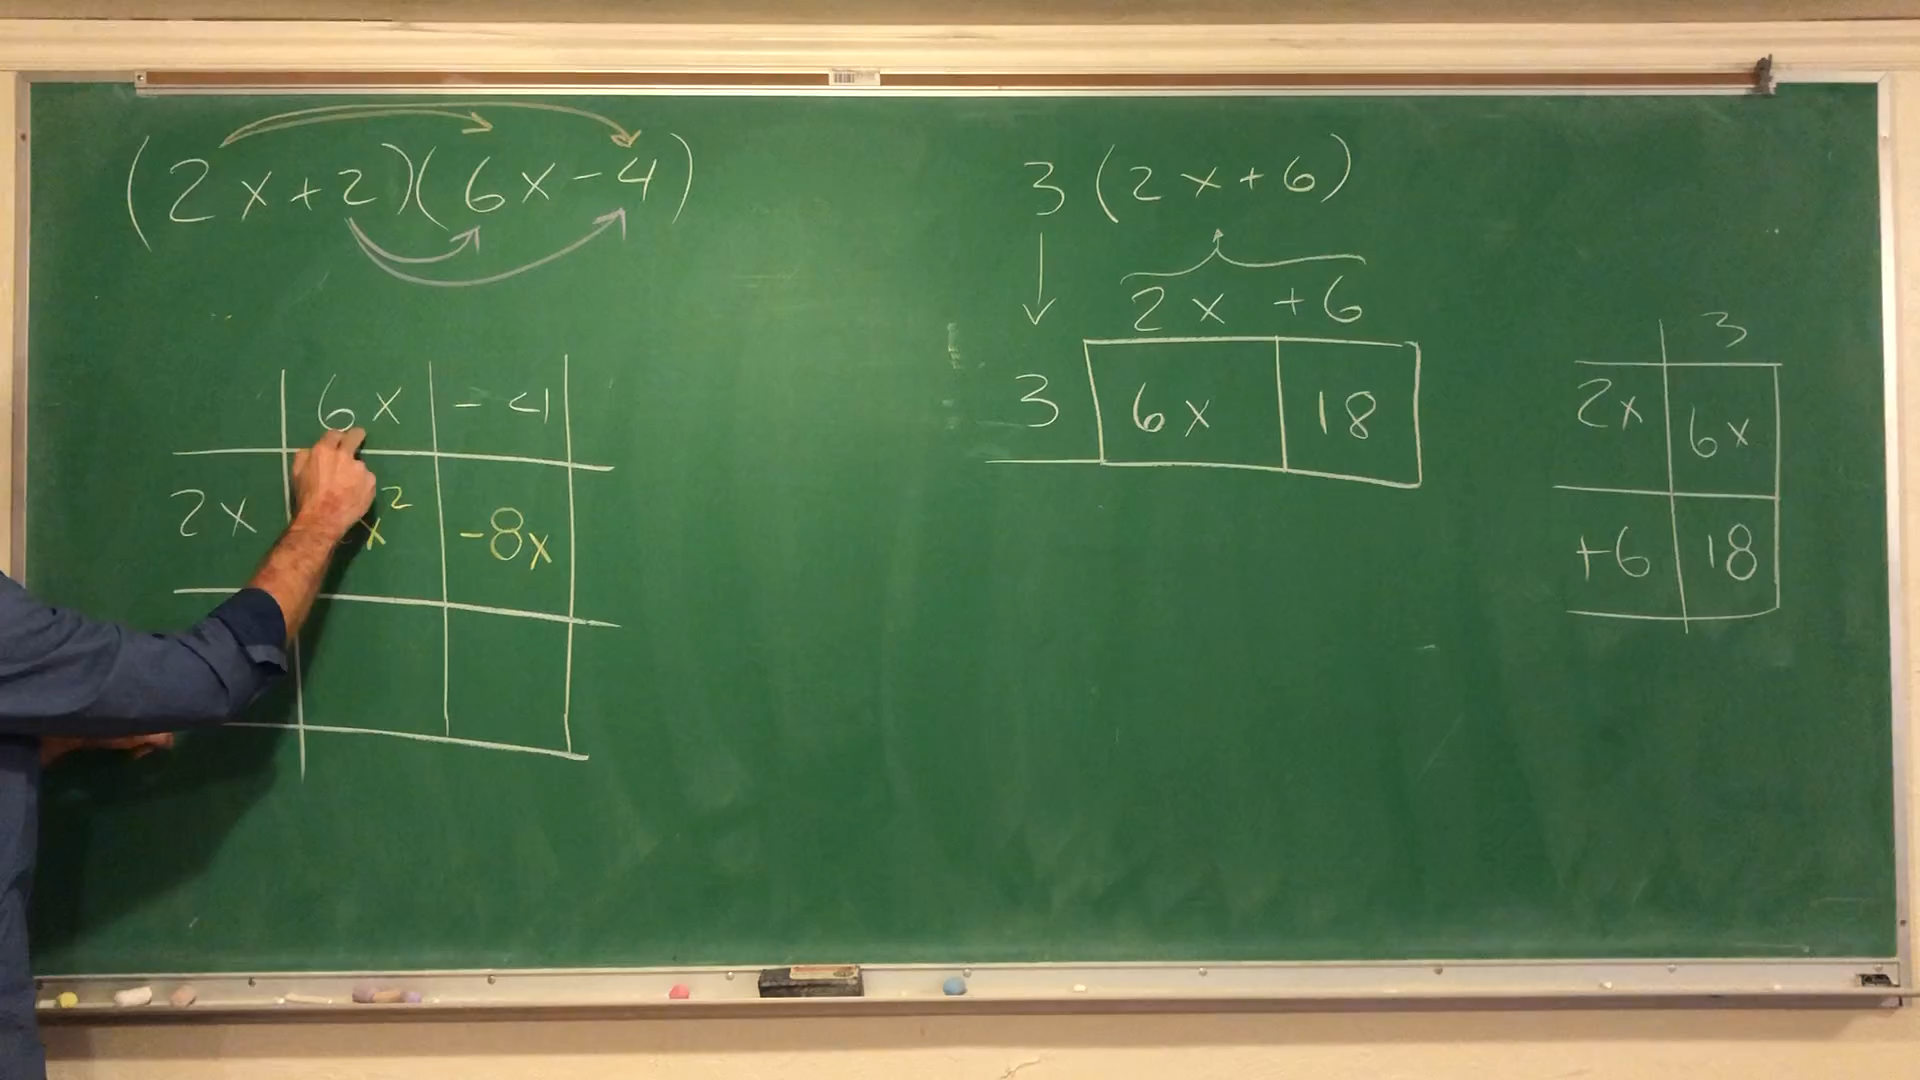 (2x+2)(6x-4)
6x -4
2x x² -8x
3(2x+6)
2x +6
3 6x 18
3
2x 6x
+6 18